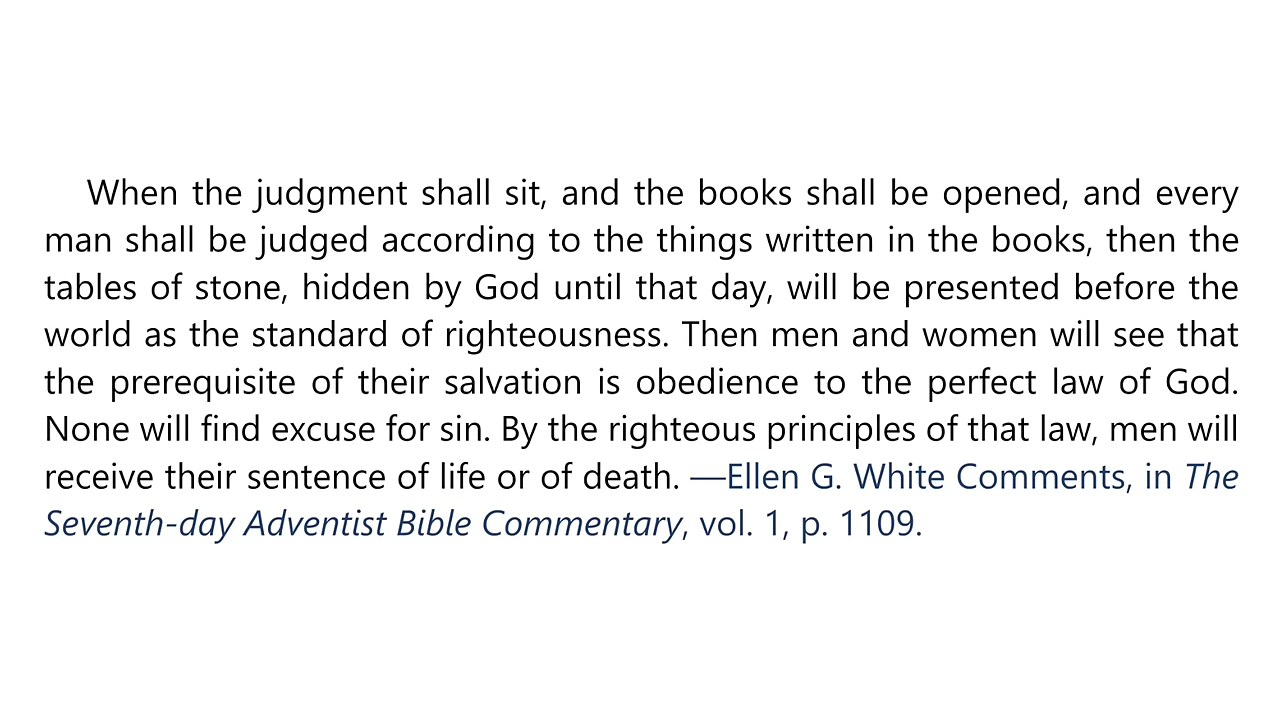 When the judgment shall sit, and the books shall be opened, and every
man shall be judged according to the things written in the books, then the
tables of stone, hidden by God until that day, will be presented before the
world as the standard of righteousness. Then men and women will see that
the prerequisite of their salvation is obedience to the perfect law of God.
None will find excuse for sin. By the righteous principles of that law, men will
receive their sentence of life or of death. —Ellen G. White Comments, in The
Seventh-day Adventist Bible Commentary, vol. 1, p. 1109.